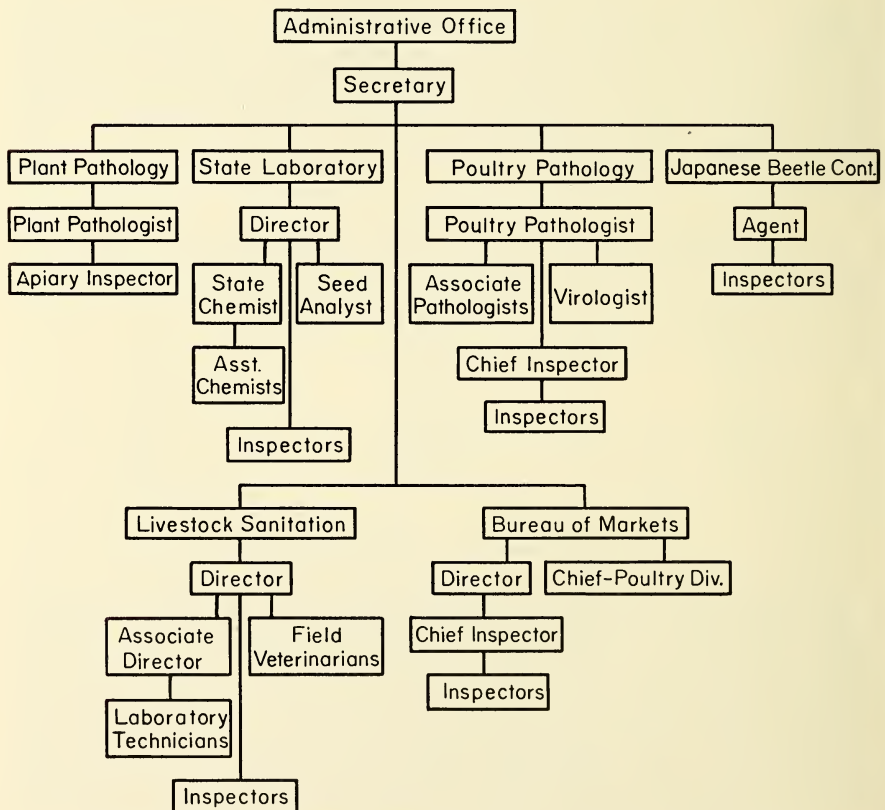 Administrative Office
Secretary
Plant Pathology
State Laboratory
Poultry Pathology
Japanese Beetle Cont.
Plant Pathologist
Director
Poultry Pathologist
Agent
Apiary Inspector
State
Chemist
Seed
Analyst
Associate
Pathologists
Virologist
Inspectors
Asst.
Chemists
Chief Inspector
Inspectors
Inspectors
Livestock Sanitation
Bureau of Markets
Director
Director
Chief-Poultry Div.
Associate
Director
Field
Veterinarians
Chief Inspector
Inspectors
Laboratory
Technicians
Inspectors